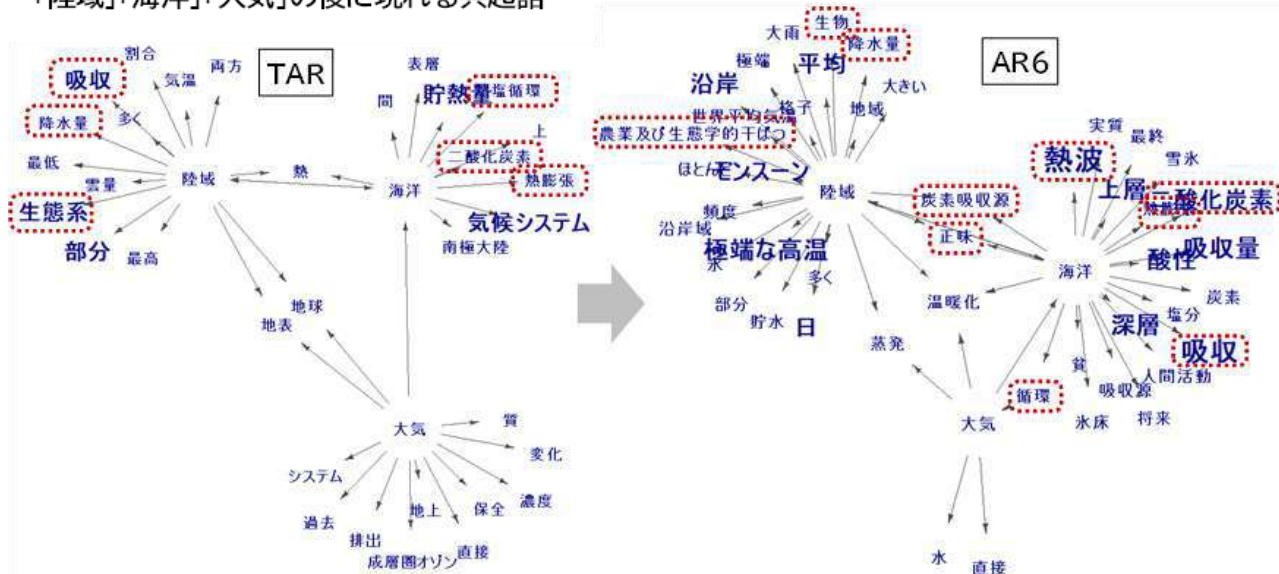 「陸域」「海洋」「大気」の後に現れる共起語
TAR
割合
吸収
気温
両方
降水量
多く
最低
雲量
陸域
熱
生態系
部分
最高
表層
間
貯熱量
塩循環
上
二酸化炭素
海洋
熱膨張
気候システム
南極大陸
地球
地表
大気
質
変化
システム
濃度
保全
地上
過去
排出
直接
成層圏オゾン
AR6
生物
大雨
降水量
極端
平均
沿岸
大きい
格子
地域
世界平均気温
農業及び生態学的干ばつ
ほとんど
モンスーン
陸域
頻度
沿岸域
炭素吸収源
正味
極端な高温
氷
多く
部分
貯水
日
温暖化
蒸発
実質
最終
熱波
雪氷
上層
二酸化炭素
吸収量
海洋
酸性
炭素
塩分
深層
吸収
貧
人間活動
吸収源
循環
将来
氷床
大気
水
直接